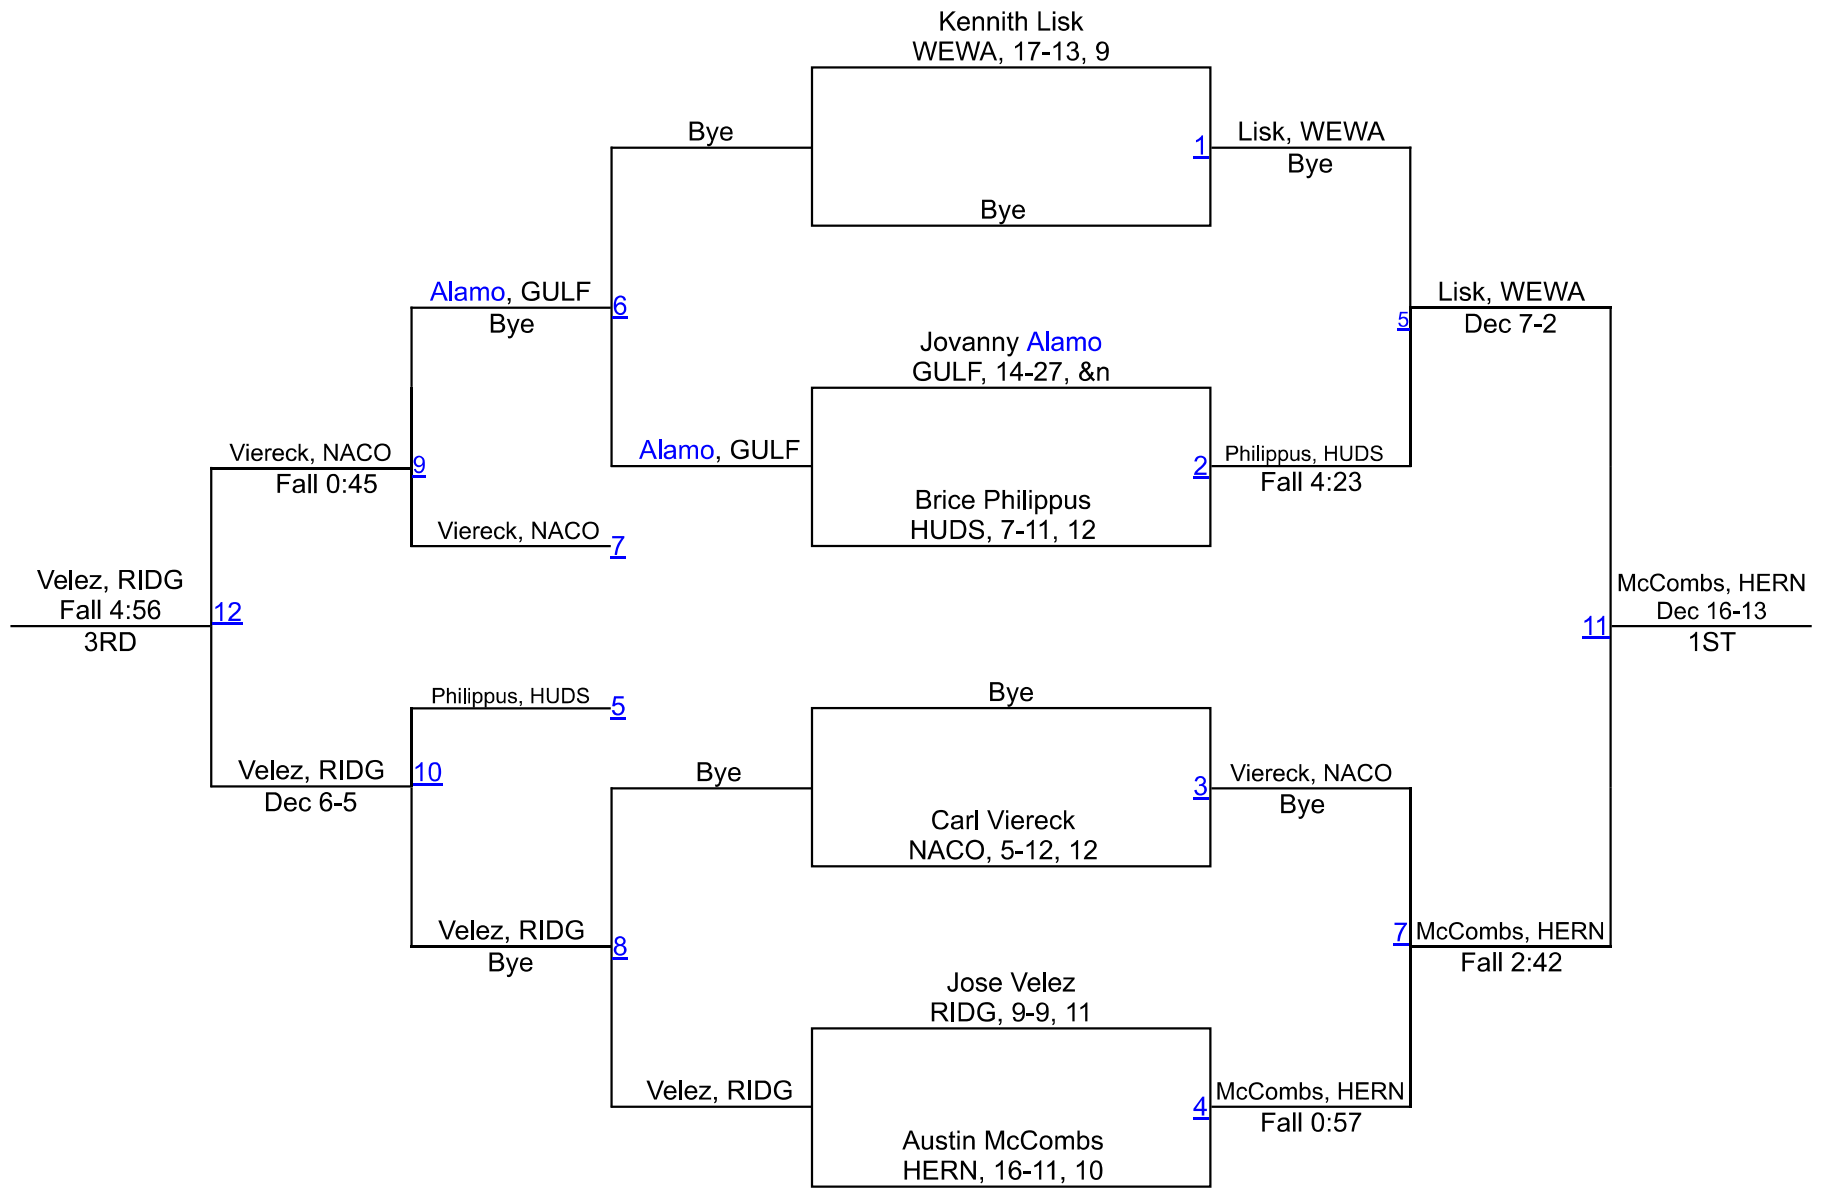 Kennith Lisk
WEWA, 17-13, 9
Bye
1
Lisk, WEWA
Bye
Bye
Alamo, GULF
Bye
6
Lisk, WEWA
Dec 7-2
5
Jovanny Alamo
GULF, 14-27, &n
Viereck, NACO
Fall 0:45
9
Alamo, GULF
2
Philippus, HUDS
Fall 4:23
Brice Philippus
HUDS, 7-11, 12
Viereck, NACO
7
Velez, RIDG
Fall 4:56
3RD
12
McCombs, HERN
Dec 16-13
1ST
11
Philippus, HUDS
5
Bye
Velez, RIDG
Dec 6-5
10
Bye
3
Viereck, NACO
Bye
Carl Viereck
NACO, 5-12, 12
Velez, RIDG
Bye
8
7
McCombs, HERN
Fall 2:42
Jose Velez
RIDG, 9-9, 11
Velez, RIDG
4
McCombs, HERN
Fall 0:57
Austin McCombs
HERN, 16-11, 10